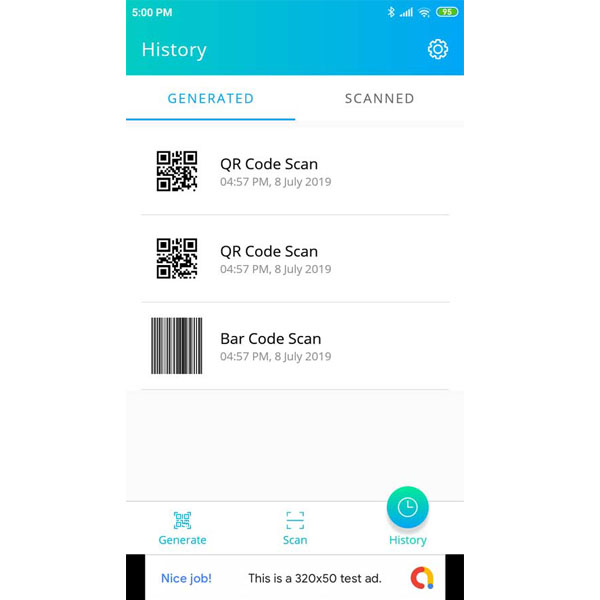 5:00 PM 95
History
GENERATED SCANNED
QR Code Scan
04:57 PM, 8 July 2019
QR Code Scan
04:57 PM, 8 July 2019
Bar Code Scan
04:57 PM, 8 July 2019
Generate Scan History
Nice job! This is a 320x50 test ad.